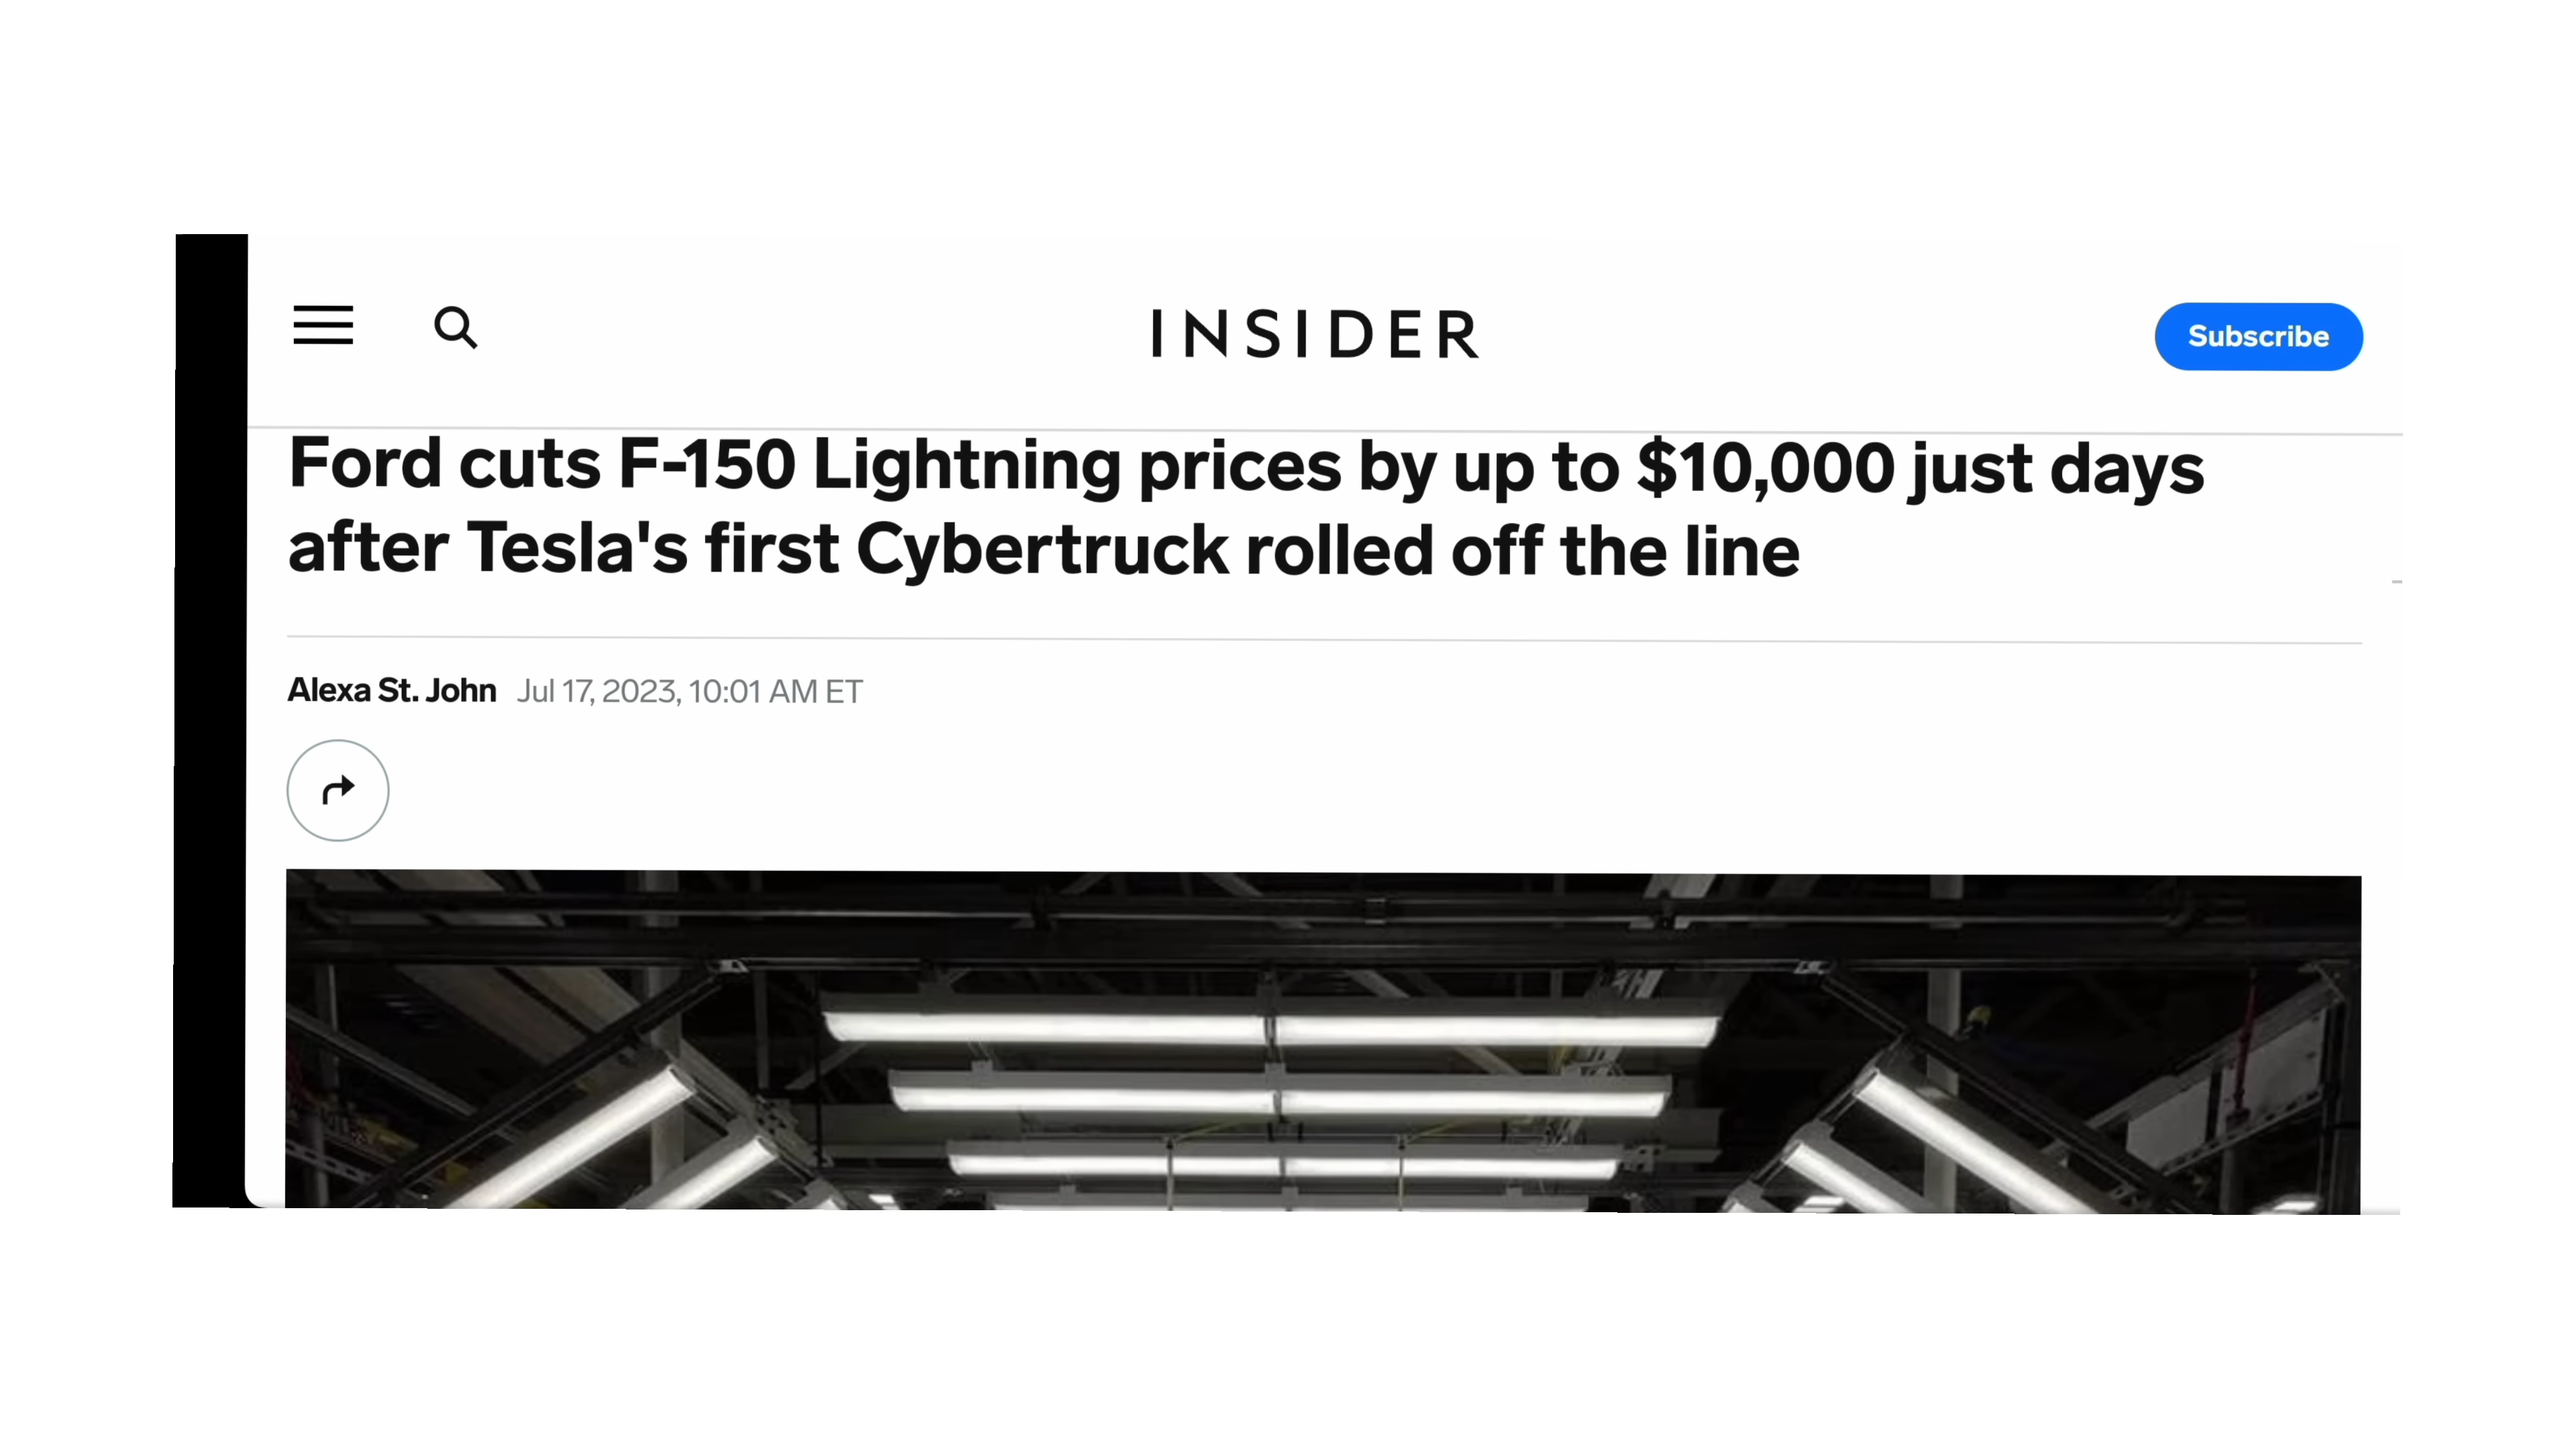 INSIDER
Subscribe
Ford cuts F-150 Lightning prices by up to $10,000 just days
after Tesla's first Cybertruck rolled off the line
Alexa St. John Jul 17, 2023, 10:01 AM ET